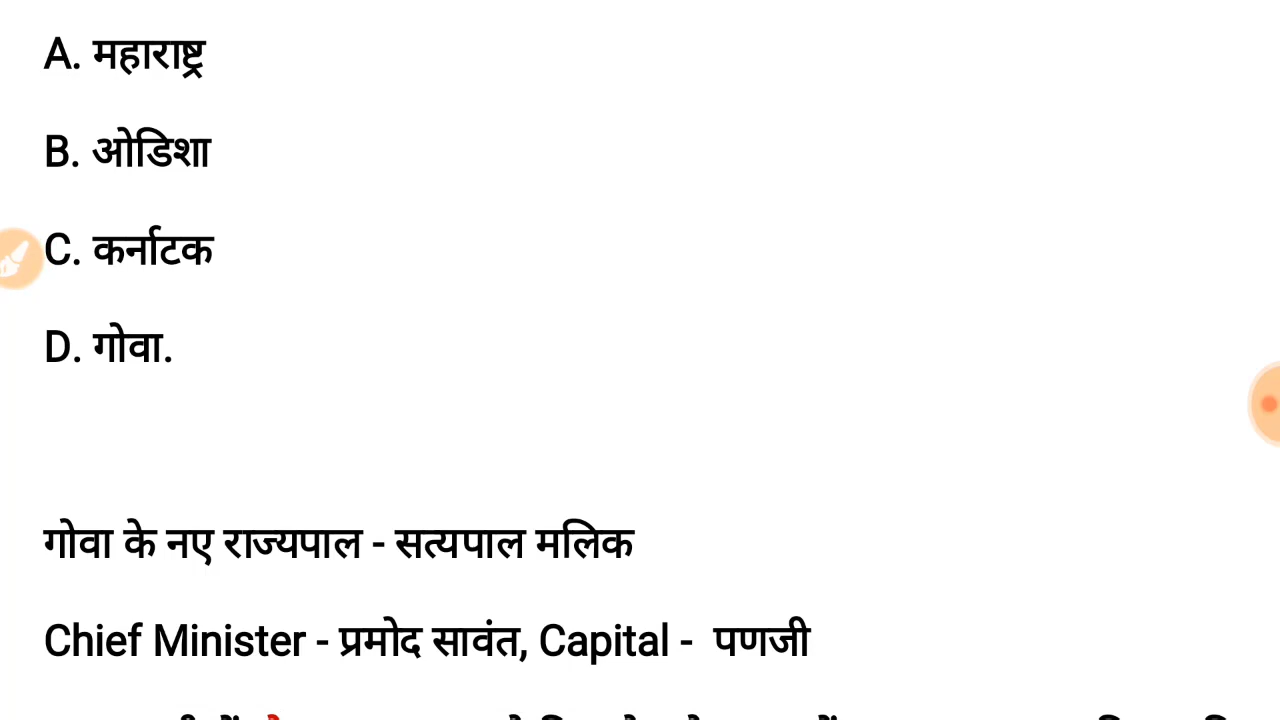 A. महाराष्ट्र
B. ओडिशा
C. कर्नाटक
D. गोवा.
गोवा के नए राज्यपाल - सत्यपाल मलिक
Chief Minister - प्रमोद सावंत, Capital - पणजी